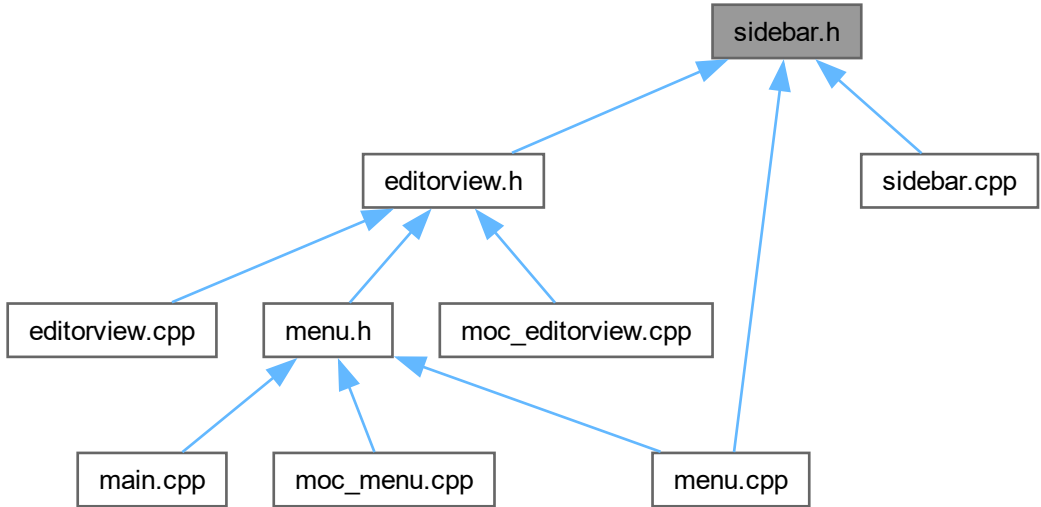 sidebar.h
editorview.h
sidebar.cpp
editorview.cpp
menu.h
moc_editorview.cpp
main.cpp
moc_menu.cpp
menu.cpp